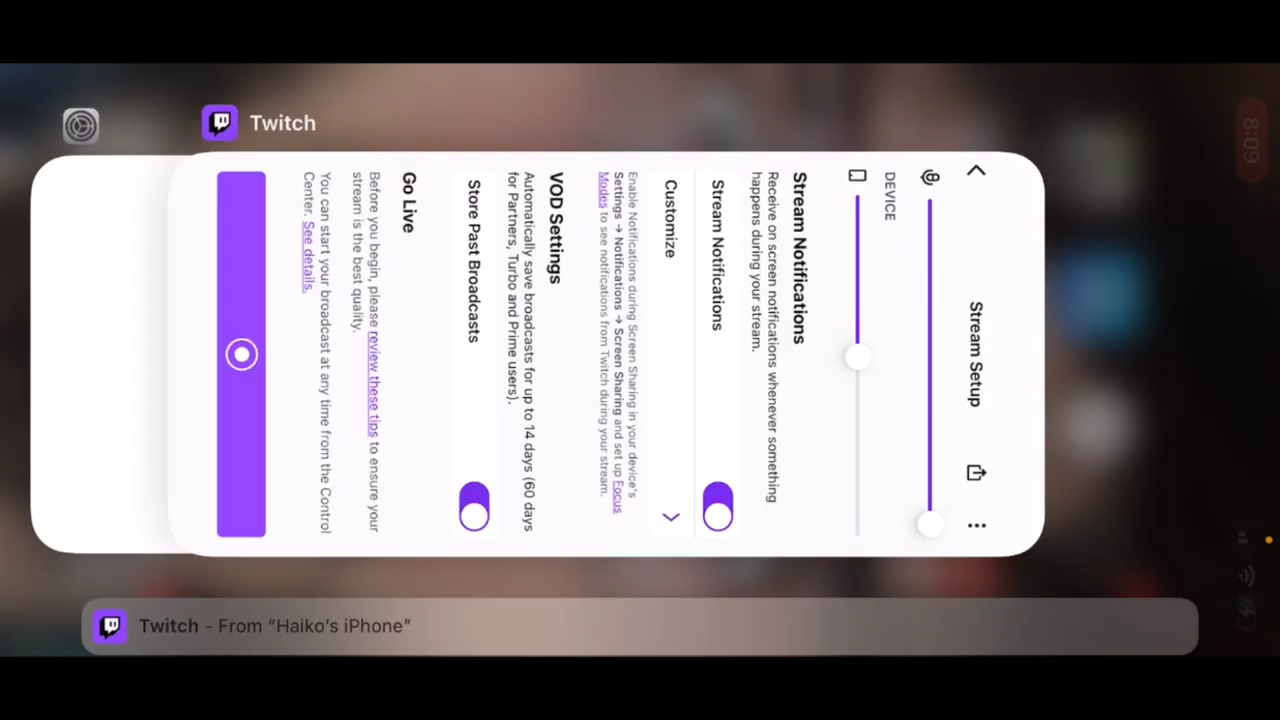 Twitch
8:09
Stream Setup
DEVICE
Stream Notifications
Receive on screen notifications whenever something
happens during your stream.
Stream Notifications
Customize
Enable Notifications during Screen Sharing in your device's
Settings → Notifications → Screen Sharing and set up Focus
Modes to see notifications from Twitch during your stream.
VOD Settings
Automatically save broadcasts for up to 14 days (60 days
for Partners, Turbo and Prime users).
Store Past Broadcasts
Go Live
Before you begin, please review these tips to ensure your
stream is the best quality.
You can start your broadcast at any time from the Control
Center. See details.
Twitch - From “Haiko’s iPhone”